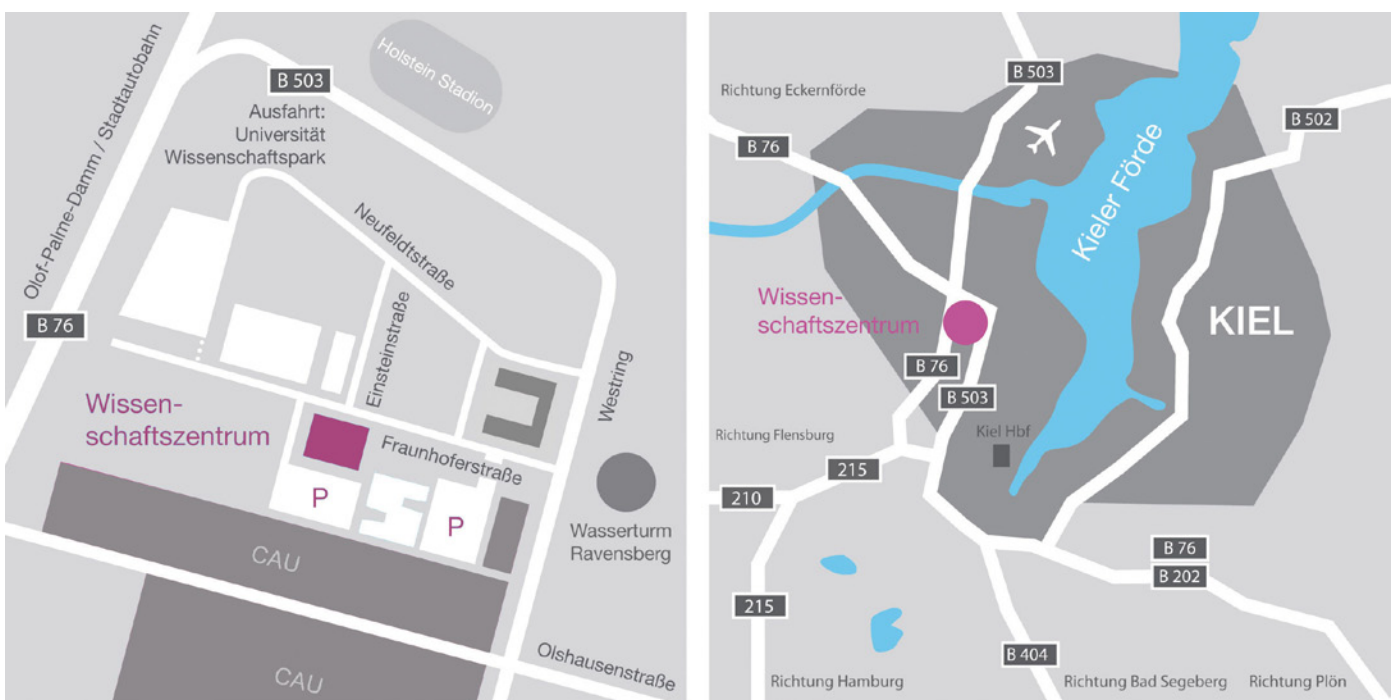 Holstein Stadion
B 503
Ausfahrt:
Universität
Wissenschaftspark
Olof-Palme-Damm / Stadtautobahn
Neufeldtstraße
B 76
Einsteinstraße
Westring
Wissen-
schaftszentrum
Fraunhoferstraße
P
P
Wasserturm
Ravensberg
CAU
CAU
Olshausenstraße
B 503
Richtung Eckernförde
B 502
B 76
Kieler Förde
Wissen-
schaftszentrum
KIEL
B 76
B 503
Richtung Flensburg
Kiel Hbf
215
210
B 76
B 202
215
B 404
Richtung Hamburg
Richtung Bad Segeberg
Richtung Plön